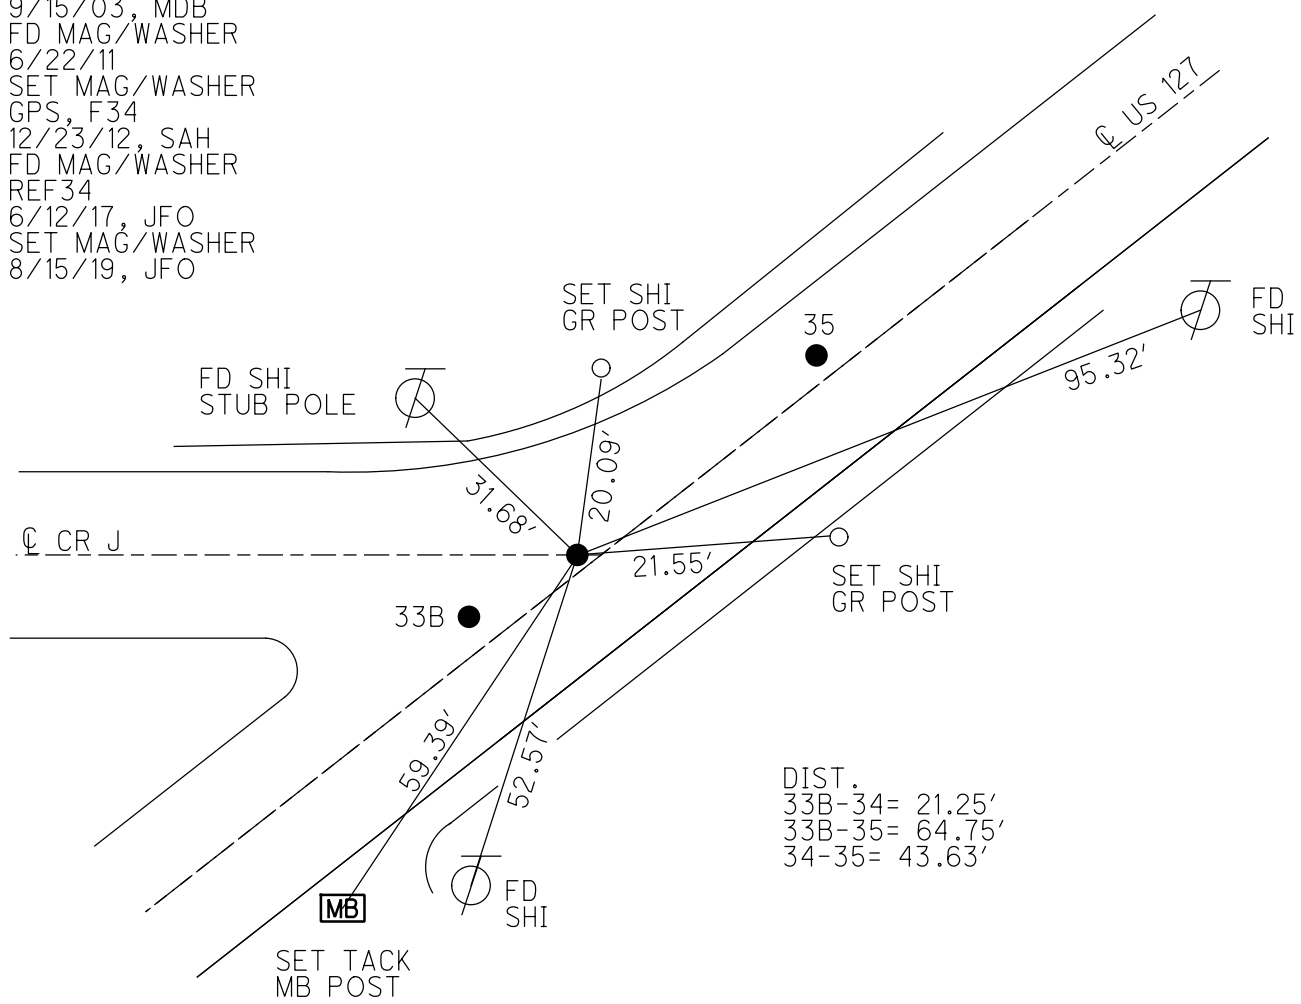 9/15/03, MDB
FD MAG/WASHER
6/22/11
SET MAG/WASHER
GPS, F34
12/23/12, SAH
FD MAG/WASHER
REF34
6/12/17, JFO
SET MAG/WASHER
8/15/19, JFO
℄ US 127
SET SHI
GR POST
35
FD
SHI
95.32'
FD SHI
STUB POLE
31.68'
20.09'
℄ CR J
21.55'
SET SHI
GR POST
33B
59.39'
52.57'
DIST.
33B-34= 21.25'
33B-35= 64.75'
34-35= 43.63'
MB
FD
SHI
SET TACK
MB POST